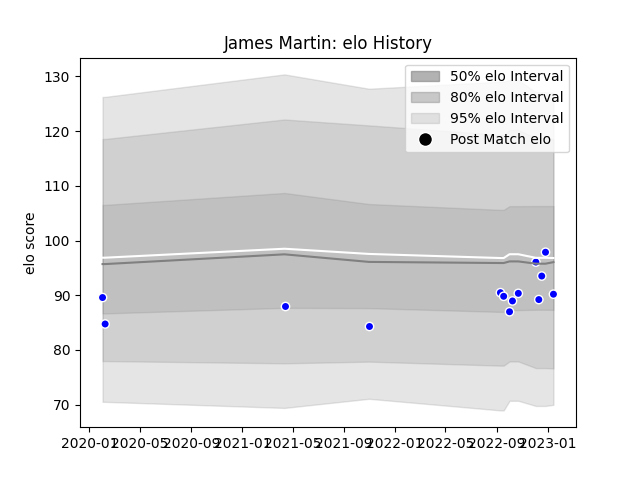 James Martin: elo History
elo score
130
120
110
100
90
80
70
50% elo Interval
80% elo Interval
95% elo Interval
Post Match elo
2020-01 2020-05 2020-09 2021-01 2021-05 2021-09 2022-01 2022-05 2022-09 2023-01